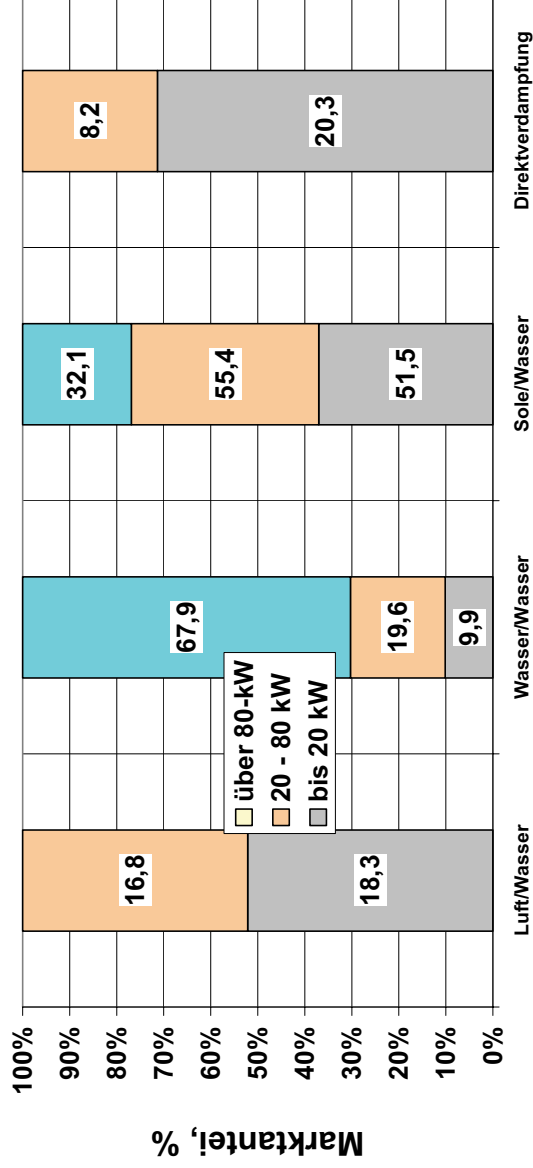 Marktantei, %
100%
90%
80%
70%
60%
50%
40%
30%
20%
10%
0%
16,8
18,3
67,9
19,6
9,9
32,1
55,4
51,5
8,2
20,3
über 80-kW
20 - 80 kW
bis 20 kW
Luft/Wasser
Wasser/Wasser
Sole/Wasser
Direktverdampfung